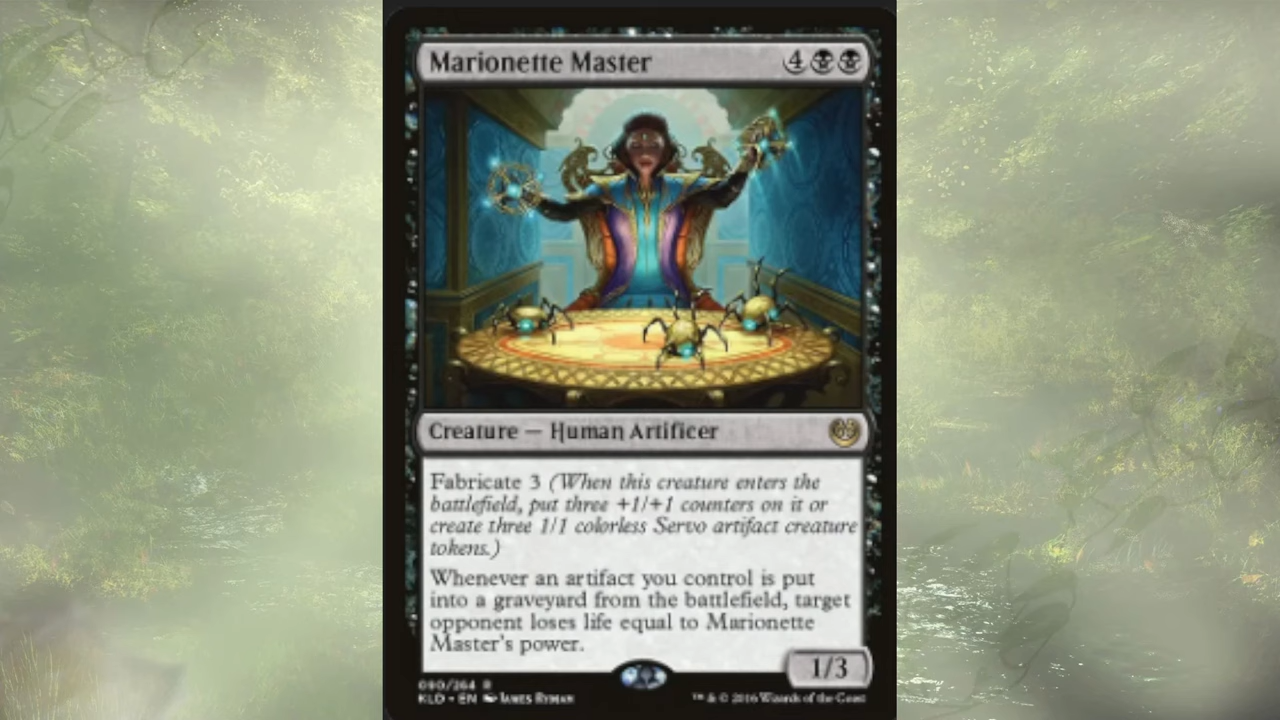 Marionette Master 4
Creature — Human Artificer
Fabricate 3 (When this creature enters the
battlefield, put three +1/+1 counters on it or
create three 1/1 colorless Servo artifact creature
tokens.)
Whenever an artifact you control is put
into a graveyard from the battlefield, target
opponent loses life equal to Marionette
Master's power.
1/3
090/264 R
KLD • EN James Ryman
™ & © 2016 Wizards of the Coast